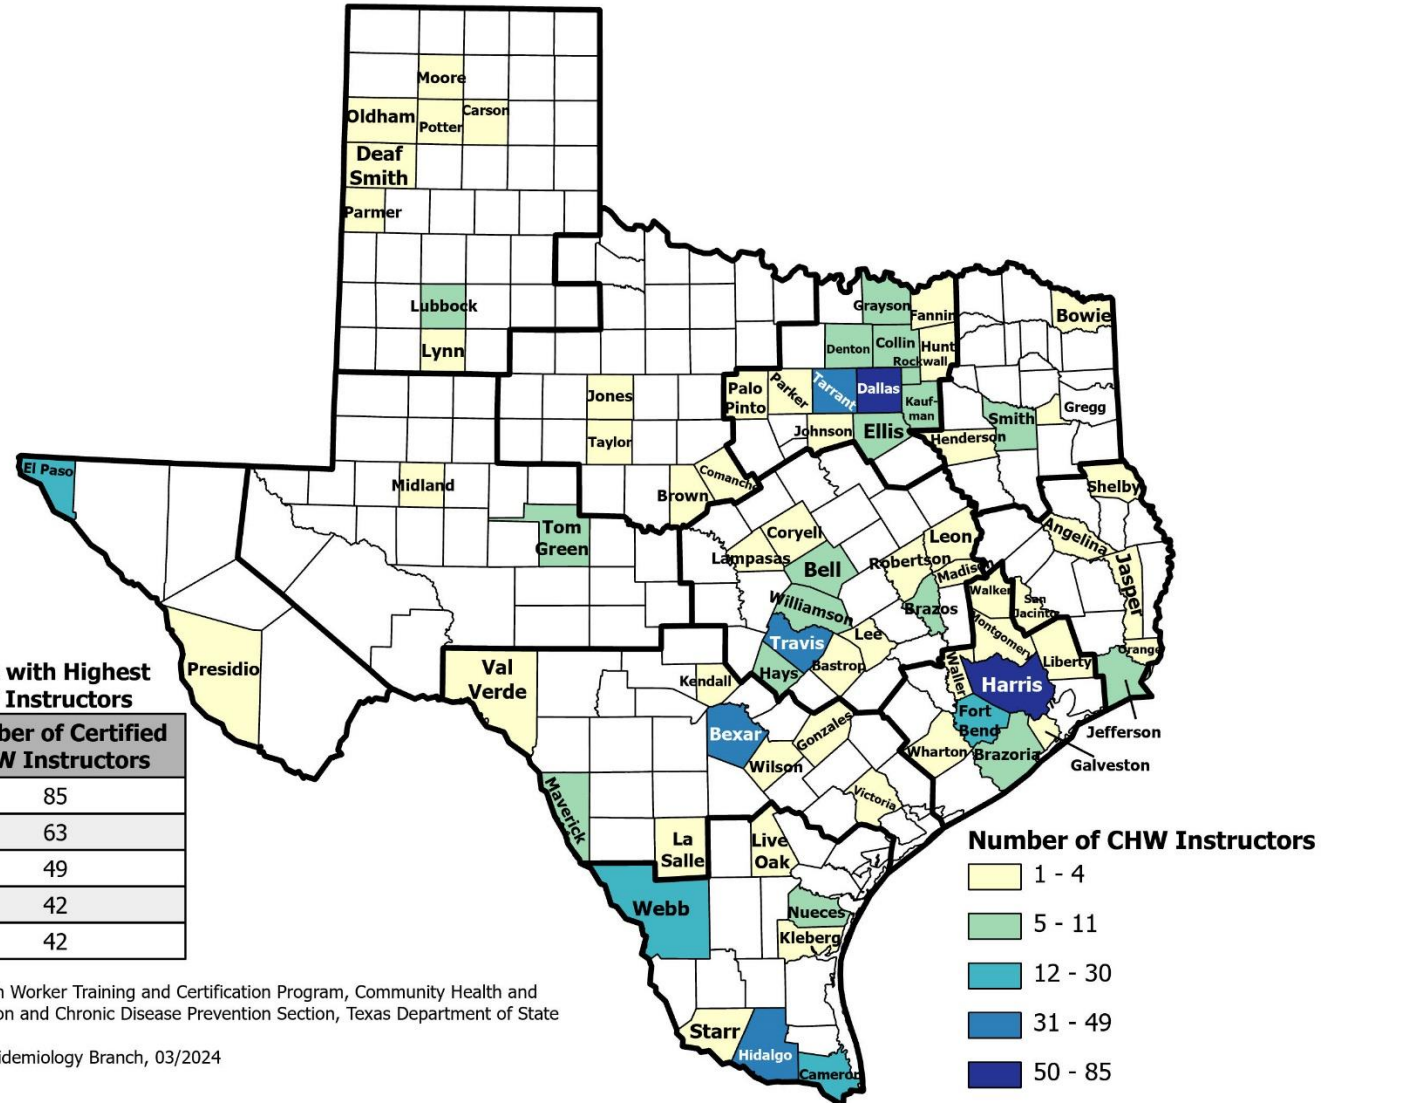 Moore
Oldham
Potter
Carson
Deaf
Smith
Parmer
Lubbock
Lynn
Grayson
Fannin
Bowie
Denton
Collin
Hunt
Rockwall
Jones
Palo
Pinto
Parker
Tarrant
Dallas
Kauf-
man
Smith
Gregg
Taylor
Johnson
Ellis
Henderson
El Paso
Midland
Brown
Comanche
Shelby
Tom
Green
Coryell
Leon
Angelina
Lampasas
Bell
Robertson
Madison
Jasper
Williamson
Brazos
Walker
San
Jacinto
Travis
Lee
Montgomery
Orange
Presidio
Val
Verde
Kendall
Hays
Bastrop
Waller
Harris
Liberty
with Highest
Instructors
ber of Certified
W Instructors
85
63
49
42
42
Bexar
Gonzales
Fort
Bend
Jefferson
Wilson
Wharton
Brazoria
Galveston
Maverick
Victoria
La
Salle
Live
Oak
Webb
Nueces
Kleberg
Starr
Hidalgo
Cameron
Number of CHW Instructors
1 - 4
5 - 11
12 - 30
31 - 49
50 - 85
h Worker Training and Certification Program, Community Health and
on and Chronic Disease Prevention Section, Texas Department of State
idemiology Branch, 03/2024